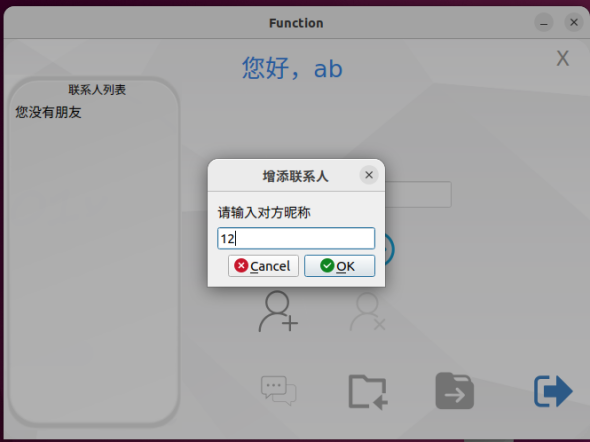 Function
您好，ab
X
联系人列表
您没有朋友
增添联系人
请输入对方昵称
12
Cancel
OK